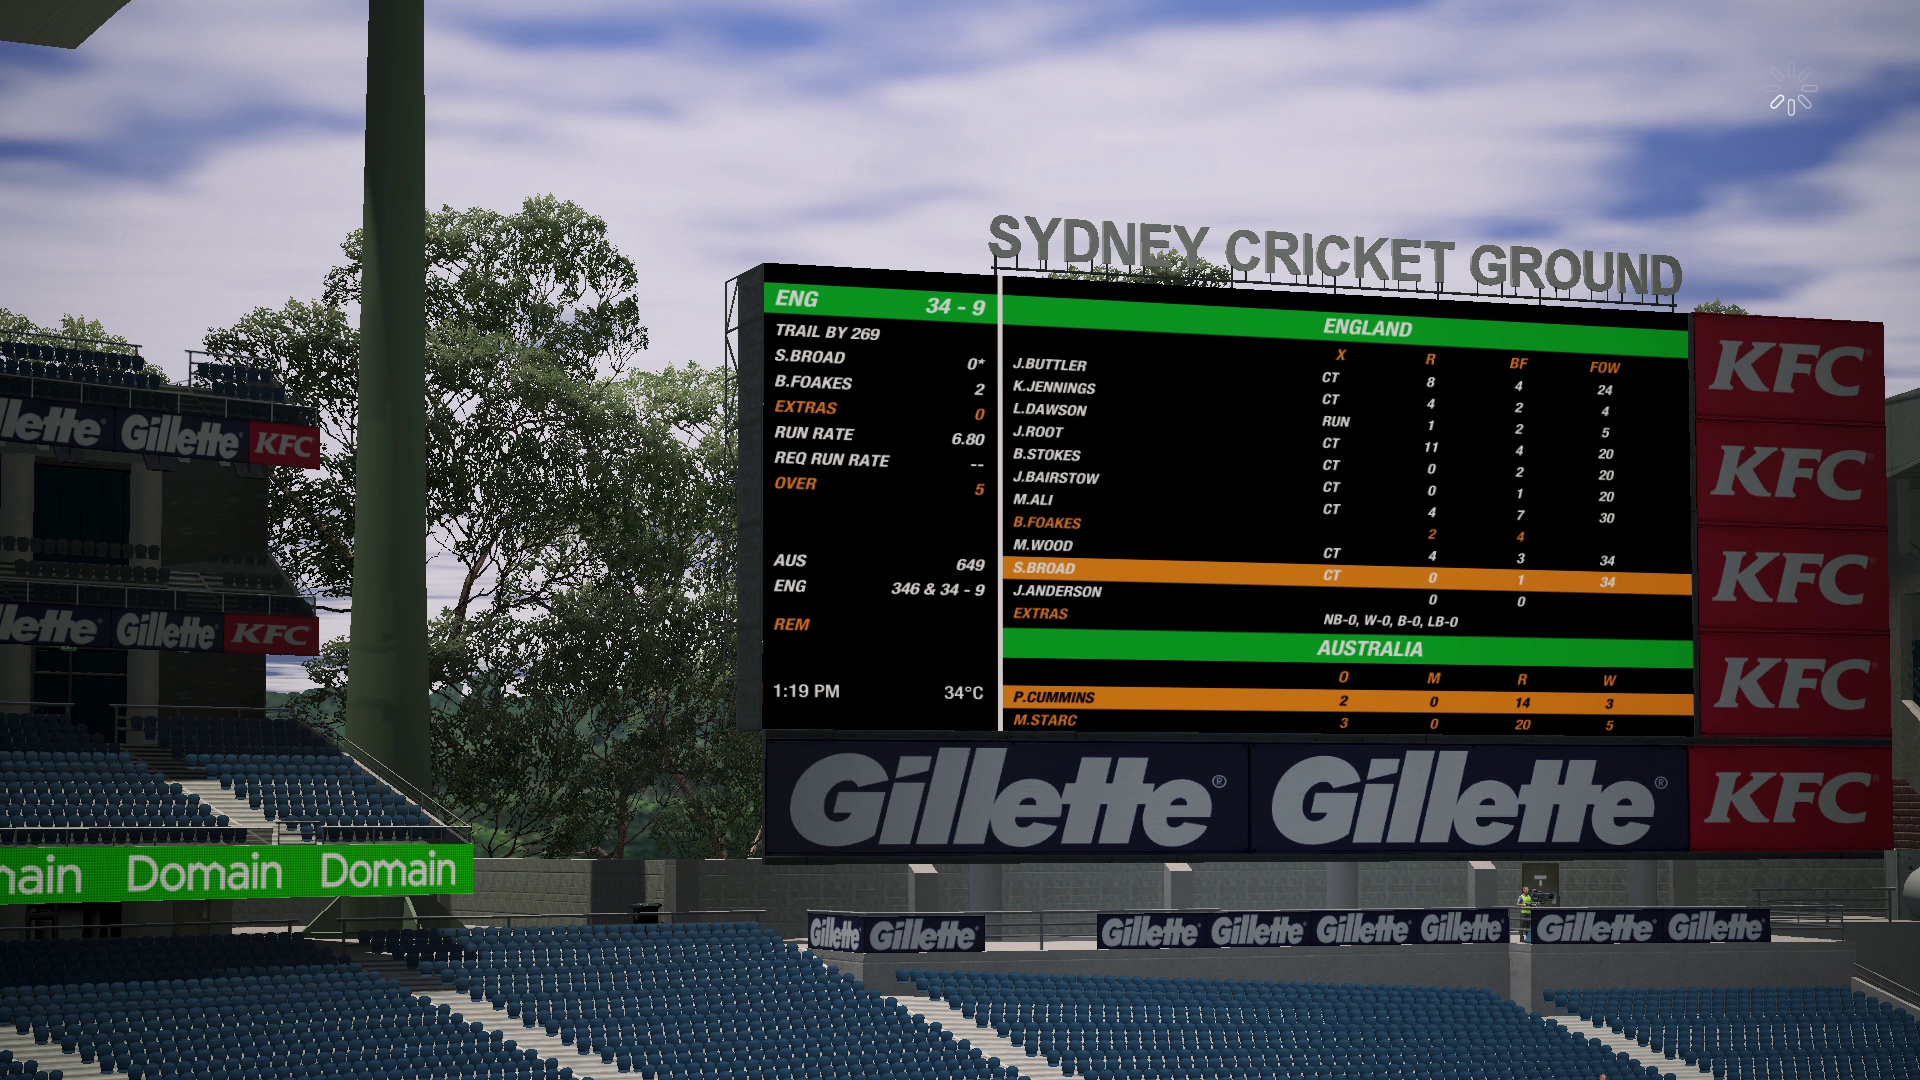 SYDNEY CRICKET GROUND
ENG 34 - 9
TRAIL BY 269
S.BROAD 0*
B.FOAKES 2
EXTRAS 0
RUN RATE 6.80
REQ RUN RATE --
OVER 5
AUS 649
ENG 346 & 34 - 9
REM
1:19 PM 34°C
ENGLAND
X R BF FOW
J.BUTTLER CT 8 4 24
K.JENNINGS CT 4 2 4
L.DAWSON RUN 1 2 5
J.ROOT CT 11 4 20
B.STOKES CT 0 2 20
J.BAIRSTOW CT 0 1 20
M.ALI CT 4 7 30
B.FOAKES 2 4
M.WOOD CT 4 3 34
S.BROAD CT 0 1 34
J.ANDERSON 0 0
EXTRAS NB-0, W-0, B-0, LB-0
AUSTRALIA
O M R W
P.CUMMINS 2 0 14 3
M.STARC 3 0 20 5
KFC
KFC
KFC
KFC
Gillette® Gillette® KFC
llette Gillette KFC
llette Gillette KFC
main Domain Domain
Gillette Gillette
Gillette Gillette Gillette Gillette
Gillette Gillette